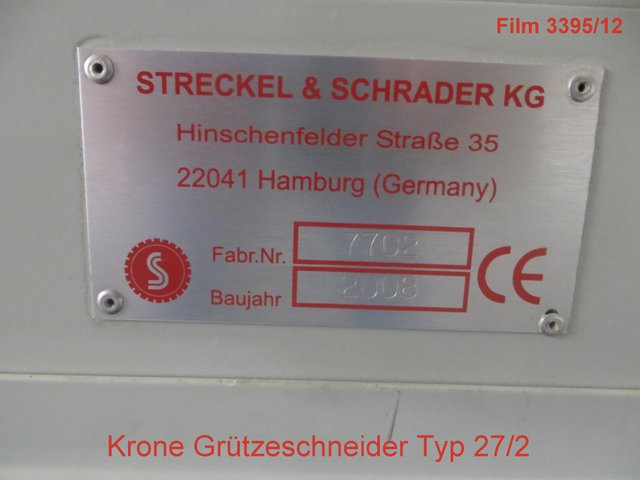 Film 3395/12
STRECKEL & SCHRADER KG
Hinschenfelder Straße 35
22041 Hamburg (Germany)
Fabr.Nr. 7702
Baujahr 2008
S
CE
Krone Grützeschneider Typ 27/2